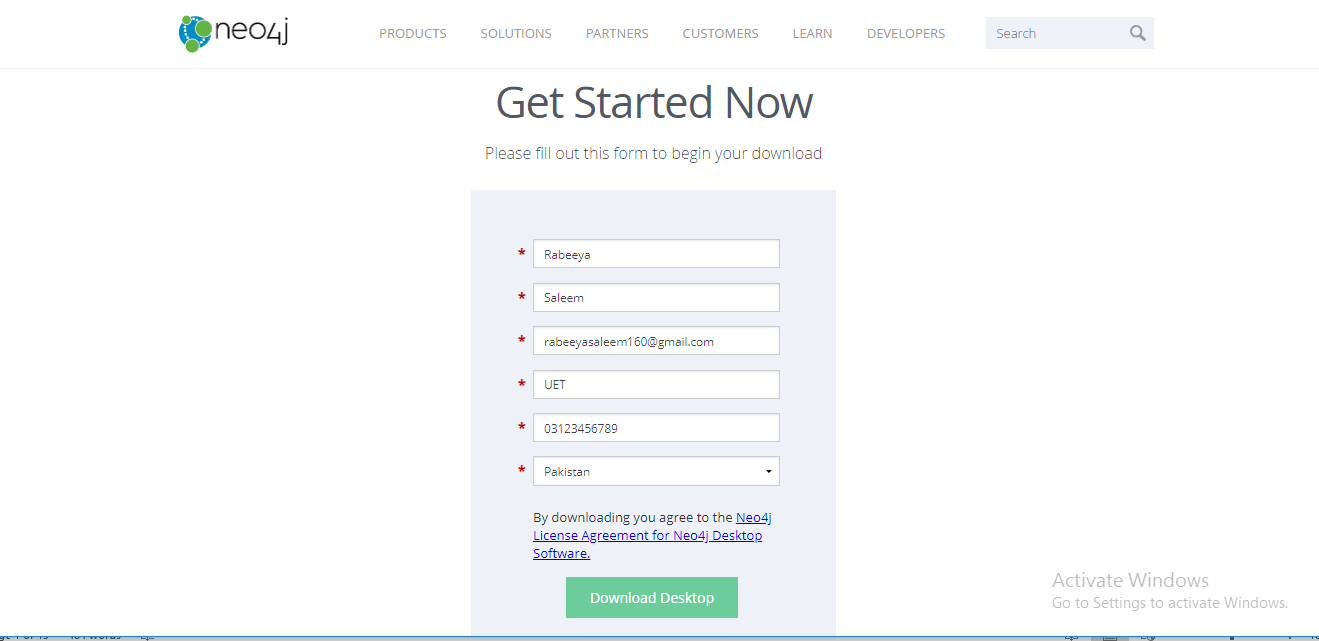 neo4j
PRODUCTS SOLUTIONS PARTNERS CUSTOMERS LEARN DEVELOPERS Search
Get Started Now
Please fill out this form to begin your download
* Rabeeya
* Saleem
* rabeeyasaleem160@gmail.com
* UET
* 03123456789
* Pakistan
By downloading you agree to the Neo4j
License Agreement for Neo4j Desktop
Software.
Download Desktop
Activate Windows
Go to Settings to activate Windows.